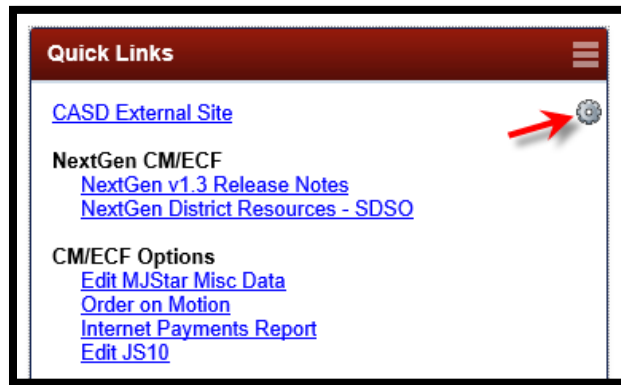 Quick Links
CASD External Site
NextGen CM/ECF
NextGen v1.3 Release Notes
NextGen District Resources - SDSO
CM/ECF Options
Edit MJStar Misc Data
Order on Motion
Internet Payments Report
Edit JS10